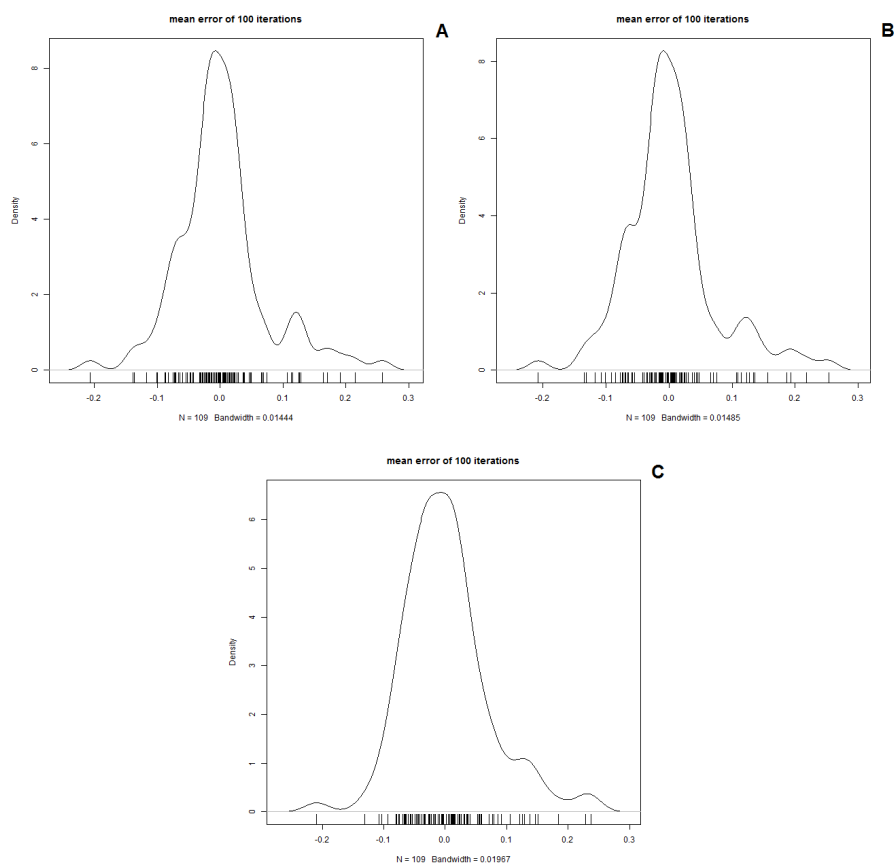 mean error of 100 iterations
A
Density
0
2
4
6
8
-0.2 -0.1 0.0 0.1 0.2 0.3
N = 109 Bandwidth = 0.01444
mean error of 100 iterations
B
Density
0
2
4
6
8
-0.2 -0.1 0.0 0.1 0.2 0.3
N = 109 Bandwidth = 0.01485
mean error of 100 iterations
C
Density
0
1
2
3
4
5
6
-0.2 -0.1 0.0 0.1 0.2 0.3
N = 109 Bandwidth = 0.01967